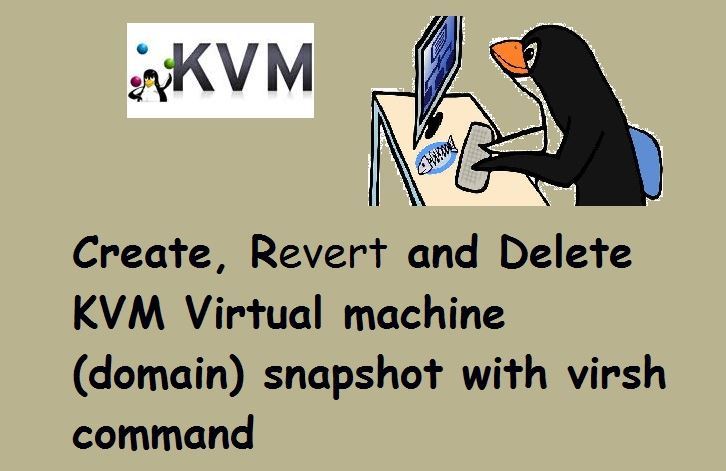 KVM
Create, Revert and Delete
KVM Virtual machine
(domain) snapshot with virsh
command